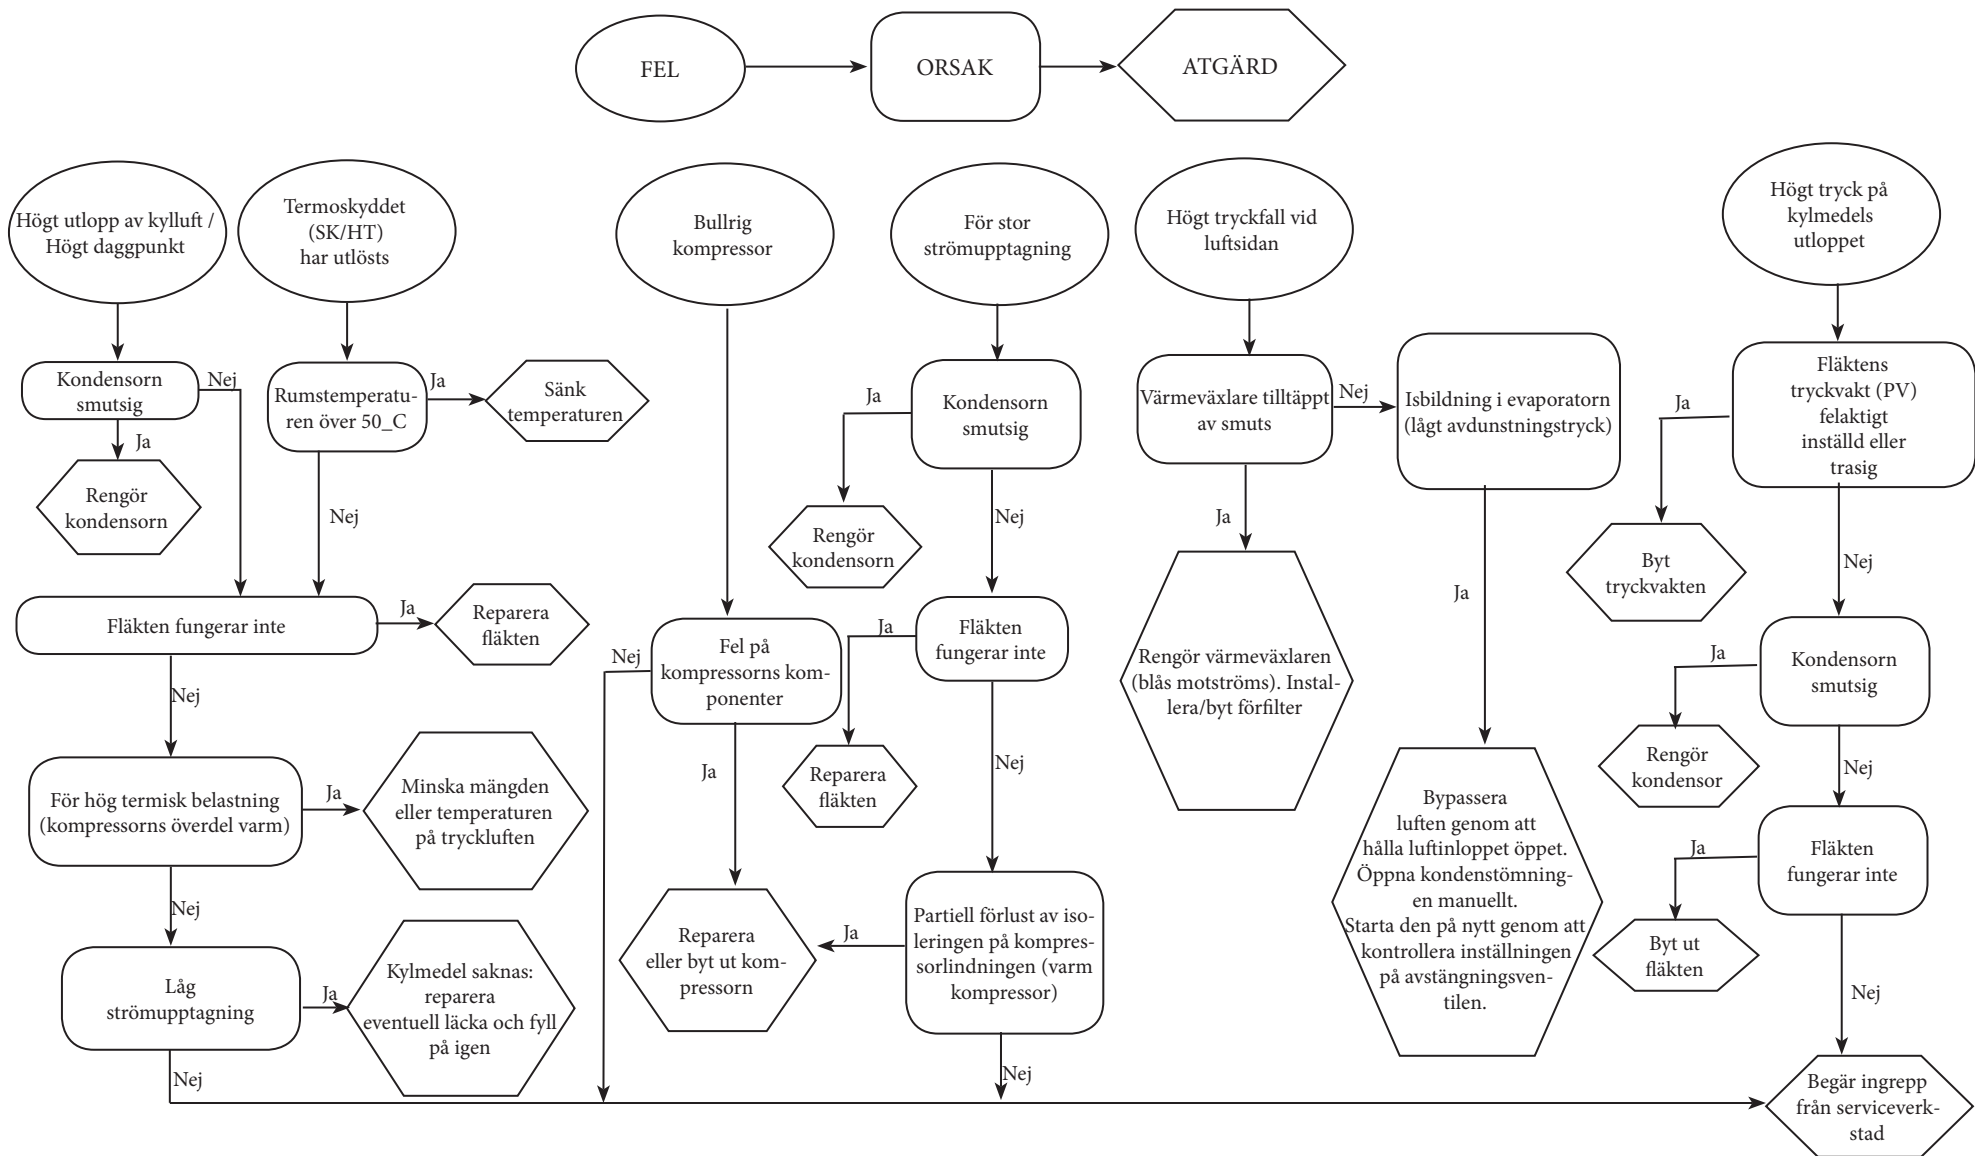 FEL
ORSAK
ATGÄRD
Högt utlopp av kylluft /
Högt daggpunkt
Kondensorn
smutsig
Nej
Ja
Rengör
kondensorn
Termoskyddet
(SK/HT)
har utlösts
Rumstemperatu-
ren över 50_C
Ja
Sänk
temperaturen
Nej
Fläkten fungerar inte
Ja
Reparera
fläkten
Nej
För hög termisk belastning
(kompressorns överdel varm)
Ja
Minska mängden
eller temperaturen
på tryckluften
Nej
Låg
strömupptagning
Ja
Kylmedel saknas:
reparera
eventuell läcka och fyll
på igen
Nej
Bullrig
kompressor
Fel på
kompressorns kom-
ponenter
Nej
Ja
Reparera
eller byt ut kom-
pressorn
För stor
strömupptagning
Kondensorn
smutsig
Ja
Rengör
kondensorn
Nej
Fläkten
fungerar inte
Ja
Reparera
fläkten
Nej
Partiell förlust av iso-
leringen på kompres-
sorlindningen (varm
kompressor)
Ja
Nej
Högt tryckfall vid
luftsidan
Värmeväxlare tilltäppt
av smuts
Nej
Ja
Rengör värmeväxlaren
(blås motströms). Instal-
lera/byt förfilter
Isbildning i evaporatorn
(lågt avdunstningstryck)
Ja
Bypassera
luften genom att
hålla luftinloppet öppet.
Öppna kondenstömning-
en manuellt.
Starta den på nytt genom att
kontrollera inställningen
på avstängningsven-
tilen.
Högt tryck på
kylmedels
utloppet
Fläktens
tryckvakt (PV)
felaktigt
inställd eller
trasig
Ja
Byt
tryckvakten
Nej
Kondensorn
smutsig
Ja
Rengör
kondensor
Nej
Fläkten
fungerar inte
Ja
Byt ut
fläkten
Nej
Begär ingrepp
från serviceverk-
stad